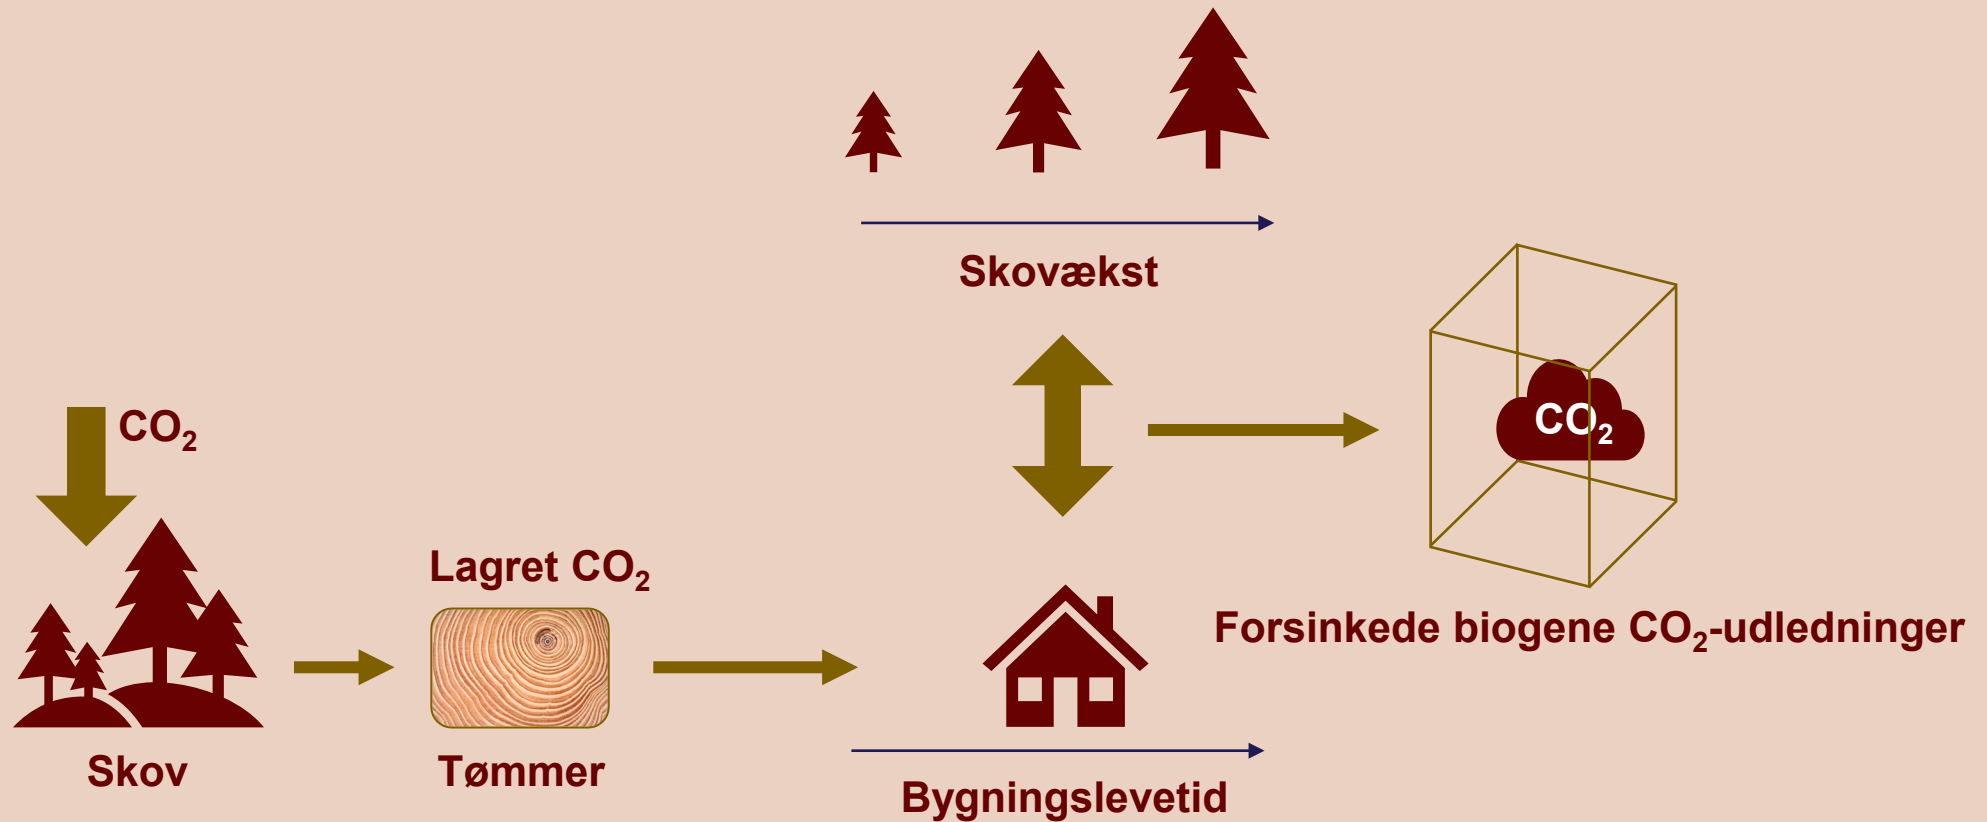 Skovækst
CO₂
CO₂
Lagret CO₂
Forsinkede biogene CO₂-udledninger
Skov
Tømmer
Bygningslevetid